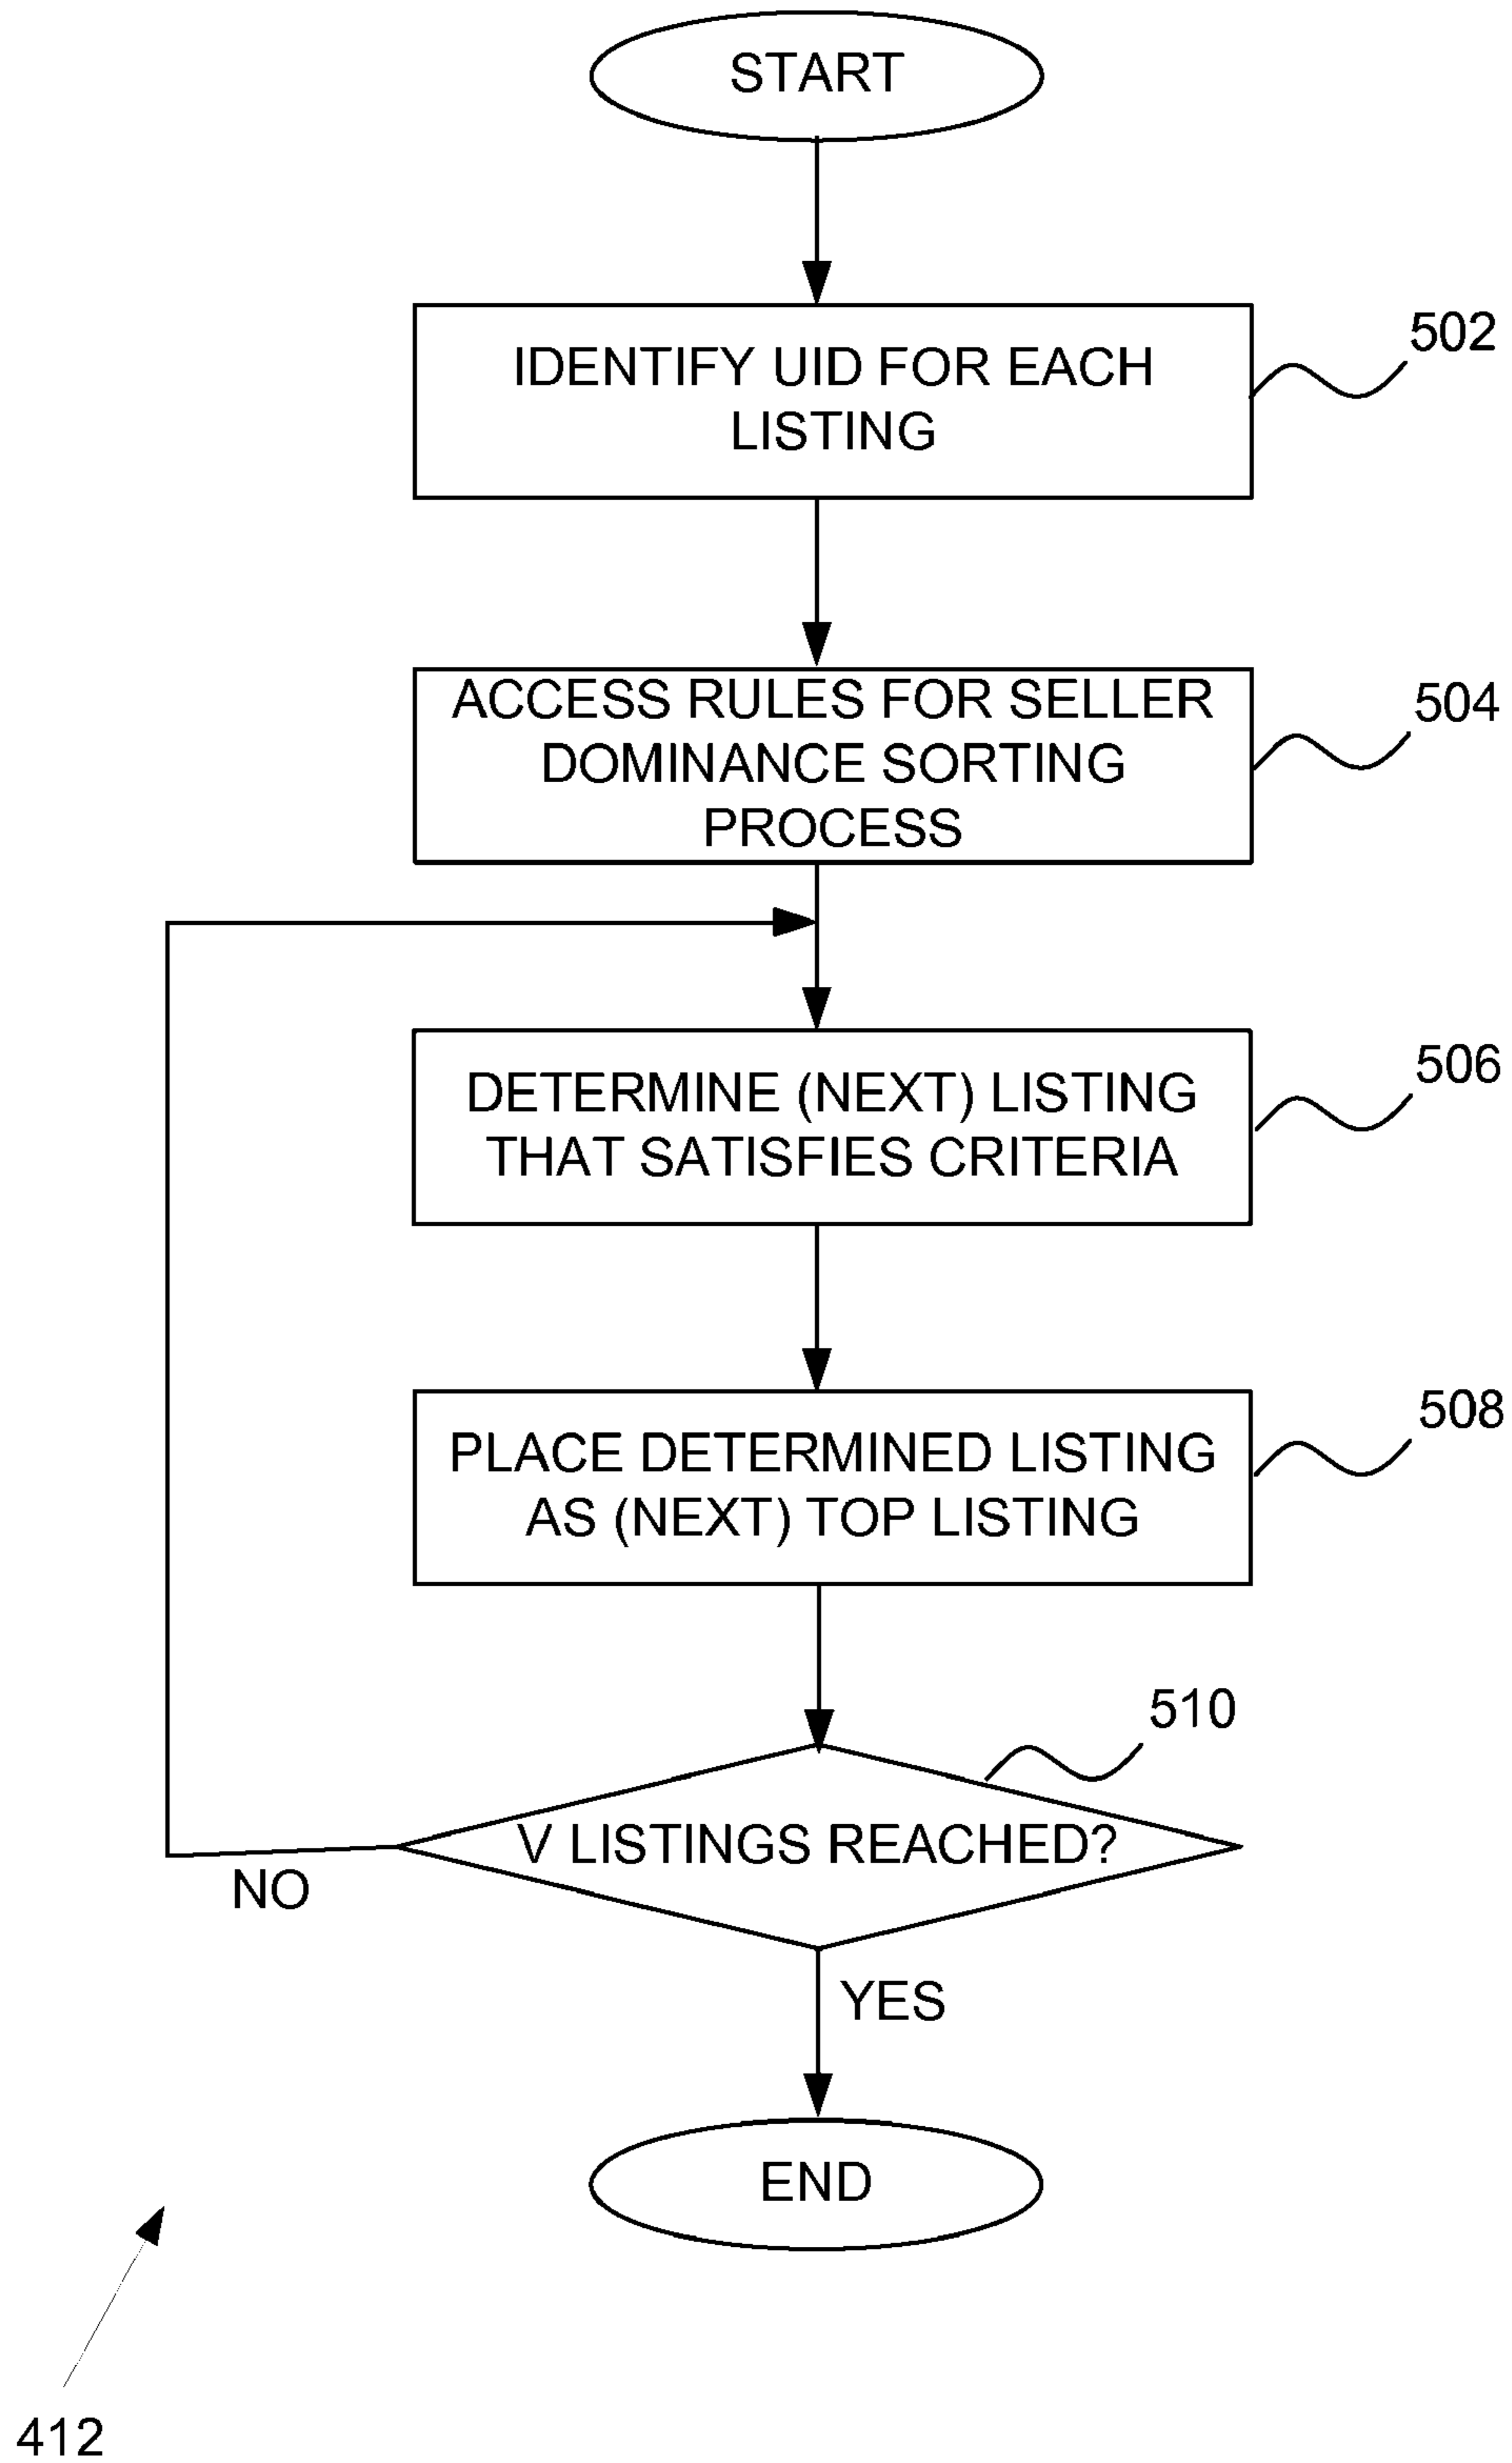 START
IDENTIFY UID FOR EACH
LISTING
502
ACCESS RULES FOR SELLER
DOMINANCE SORTING
PROCESS
504
DETERMINE (NEXT) LISTING
THAT SATISFIES CRITERIA
506
PLACE DETERMINED LISTING
AS (NEXT) TOP LISTING
508
510
V LISTINGS REACHED?
NO
YES
END
412